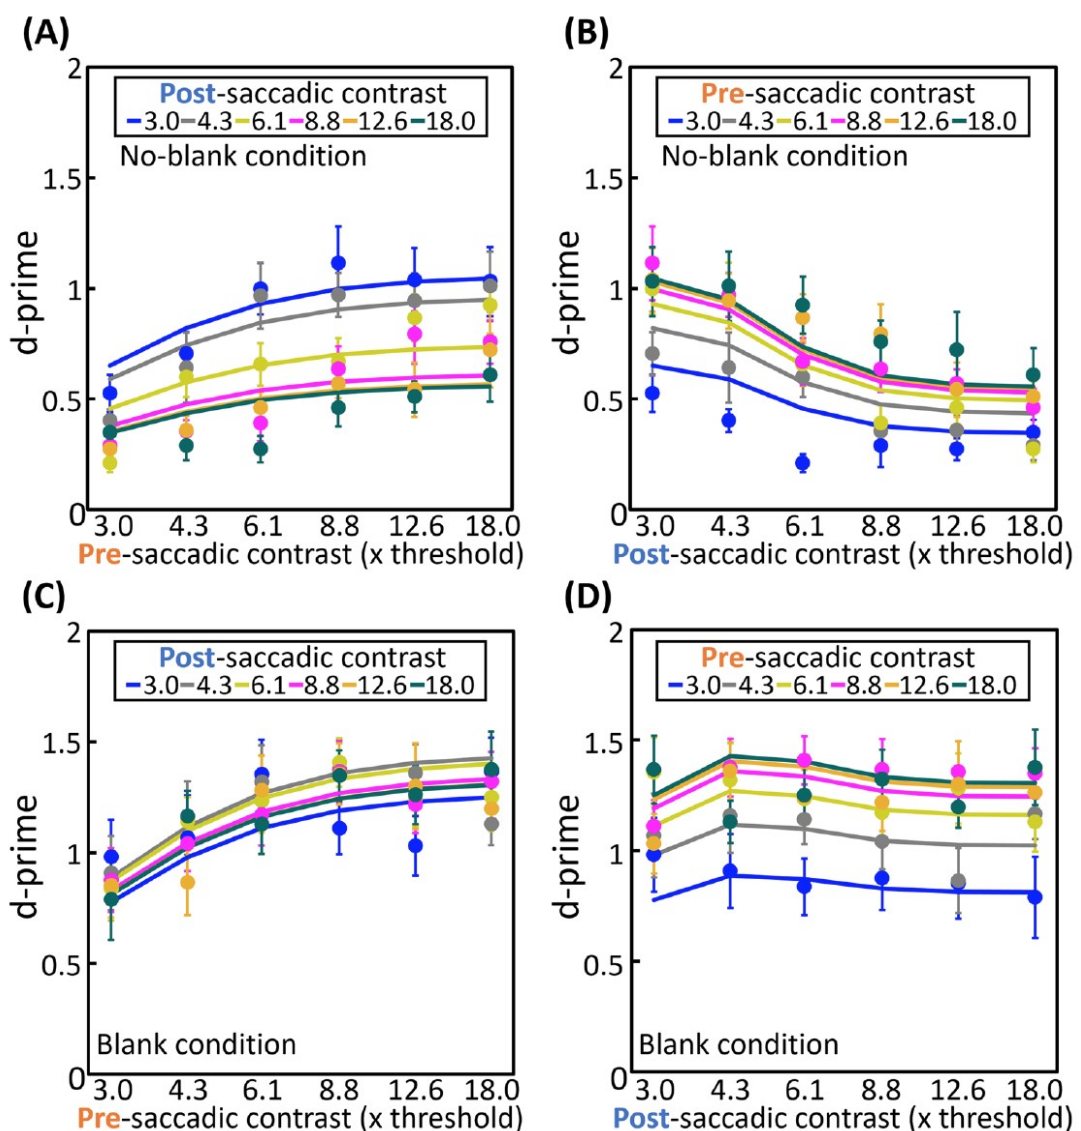 (A)
2
Post-saccadic contrast
3.0 4.3 6.1 8.8 12.6 18.0
No-blank condition
1.5
1
0.5
0
d-prime
3.0 4.3 6.1 8.8 12.6 18.0
Pre-saccadic contrast (x threshold)
(B)
2
Pre-saccadic contrast
3.0 4.3 6.1 8.8 12.6 18.0
No-blank condition
1.5
1
0.5
0
d-prime
3.0 4.3 6.1 8.8 12.6 18.0
Post-saccadic contrast (x threshold)
(C)
2
Post-saccadic contrast
3.0 4.3 6.1 8.8 12.6 18.0
1.5
1
0.5
0
d-prime
Blank condition
3.0 4.3 6.1 8.8 12.6 18.0
Pre-saccadic contrast (x threshold)
(D)
2
Pre-saccadic contrast
3.0 4.3 6.1 8.8 12.6 18.0
1.5
1
0.5
0
d-prime
Blank condition
3.0 4.3 6.1 8.8 12.6 18.0
Post-saccadic contrast (x threshold)